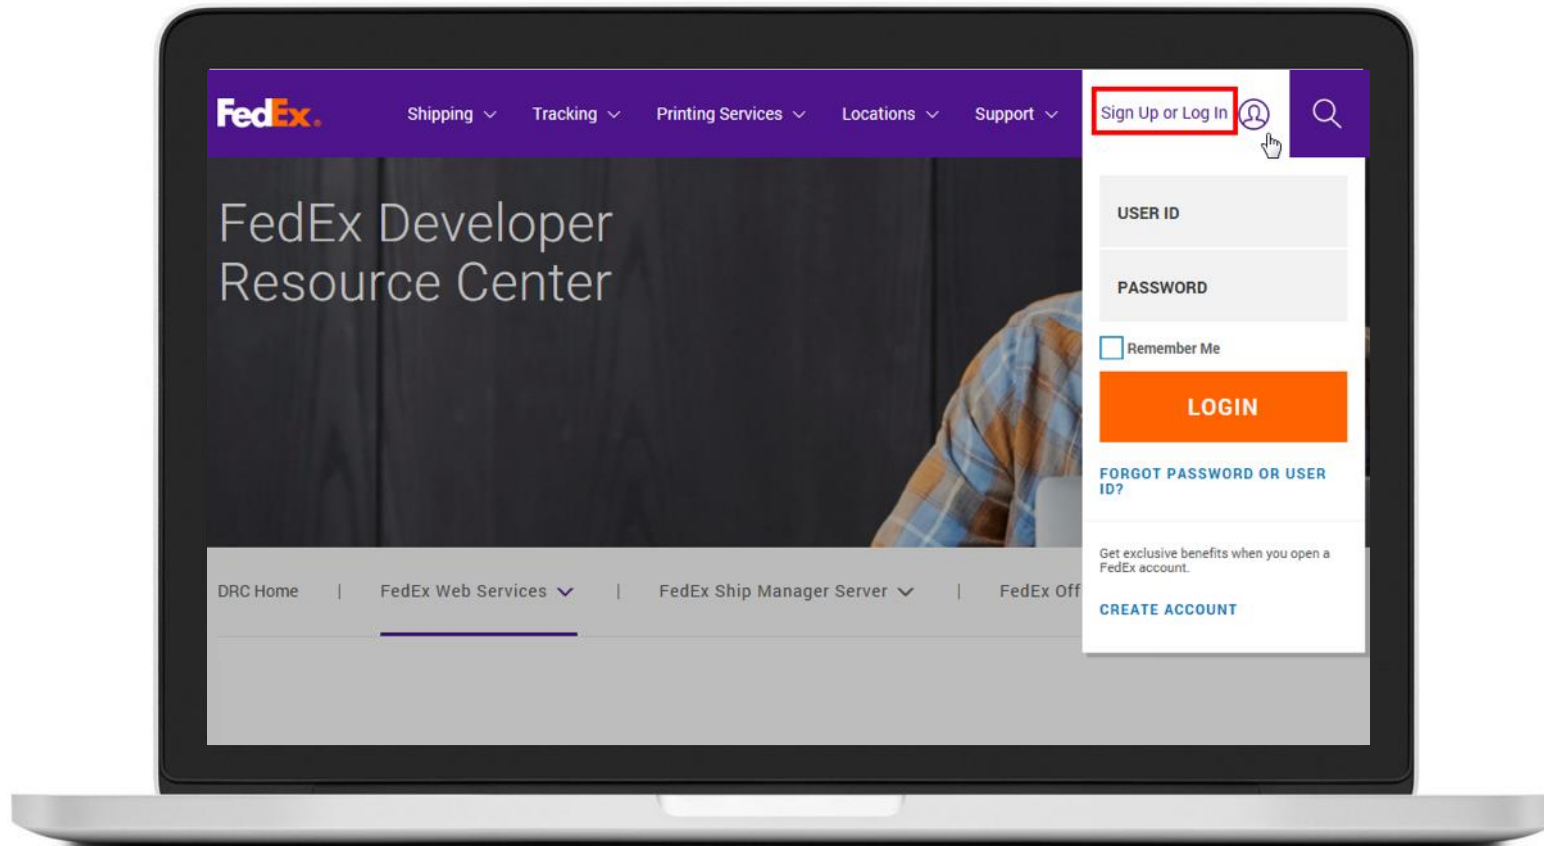 FedEx. Shipping Tracking Printing Services Locations Support Sign Up or Log In
FedEx Developer
Resource Center
USER ID
PASSWORD
Remember Me
LOGIN
FORGOT PASSWORD OR USER
ID?
Get exclusive benefits when you open a
FedEx account.
CREATE ACCOUNT
DRC Home | FedEx Web Services | FedEx Ship Manager Server | FedEx Off